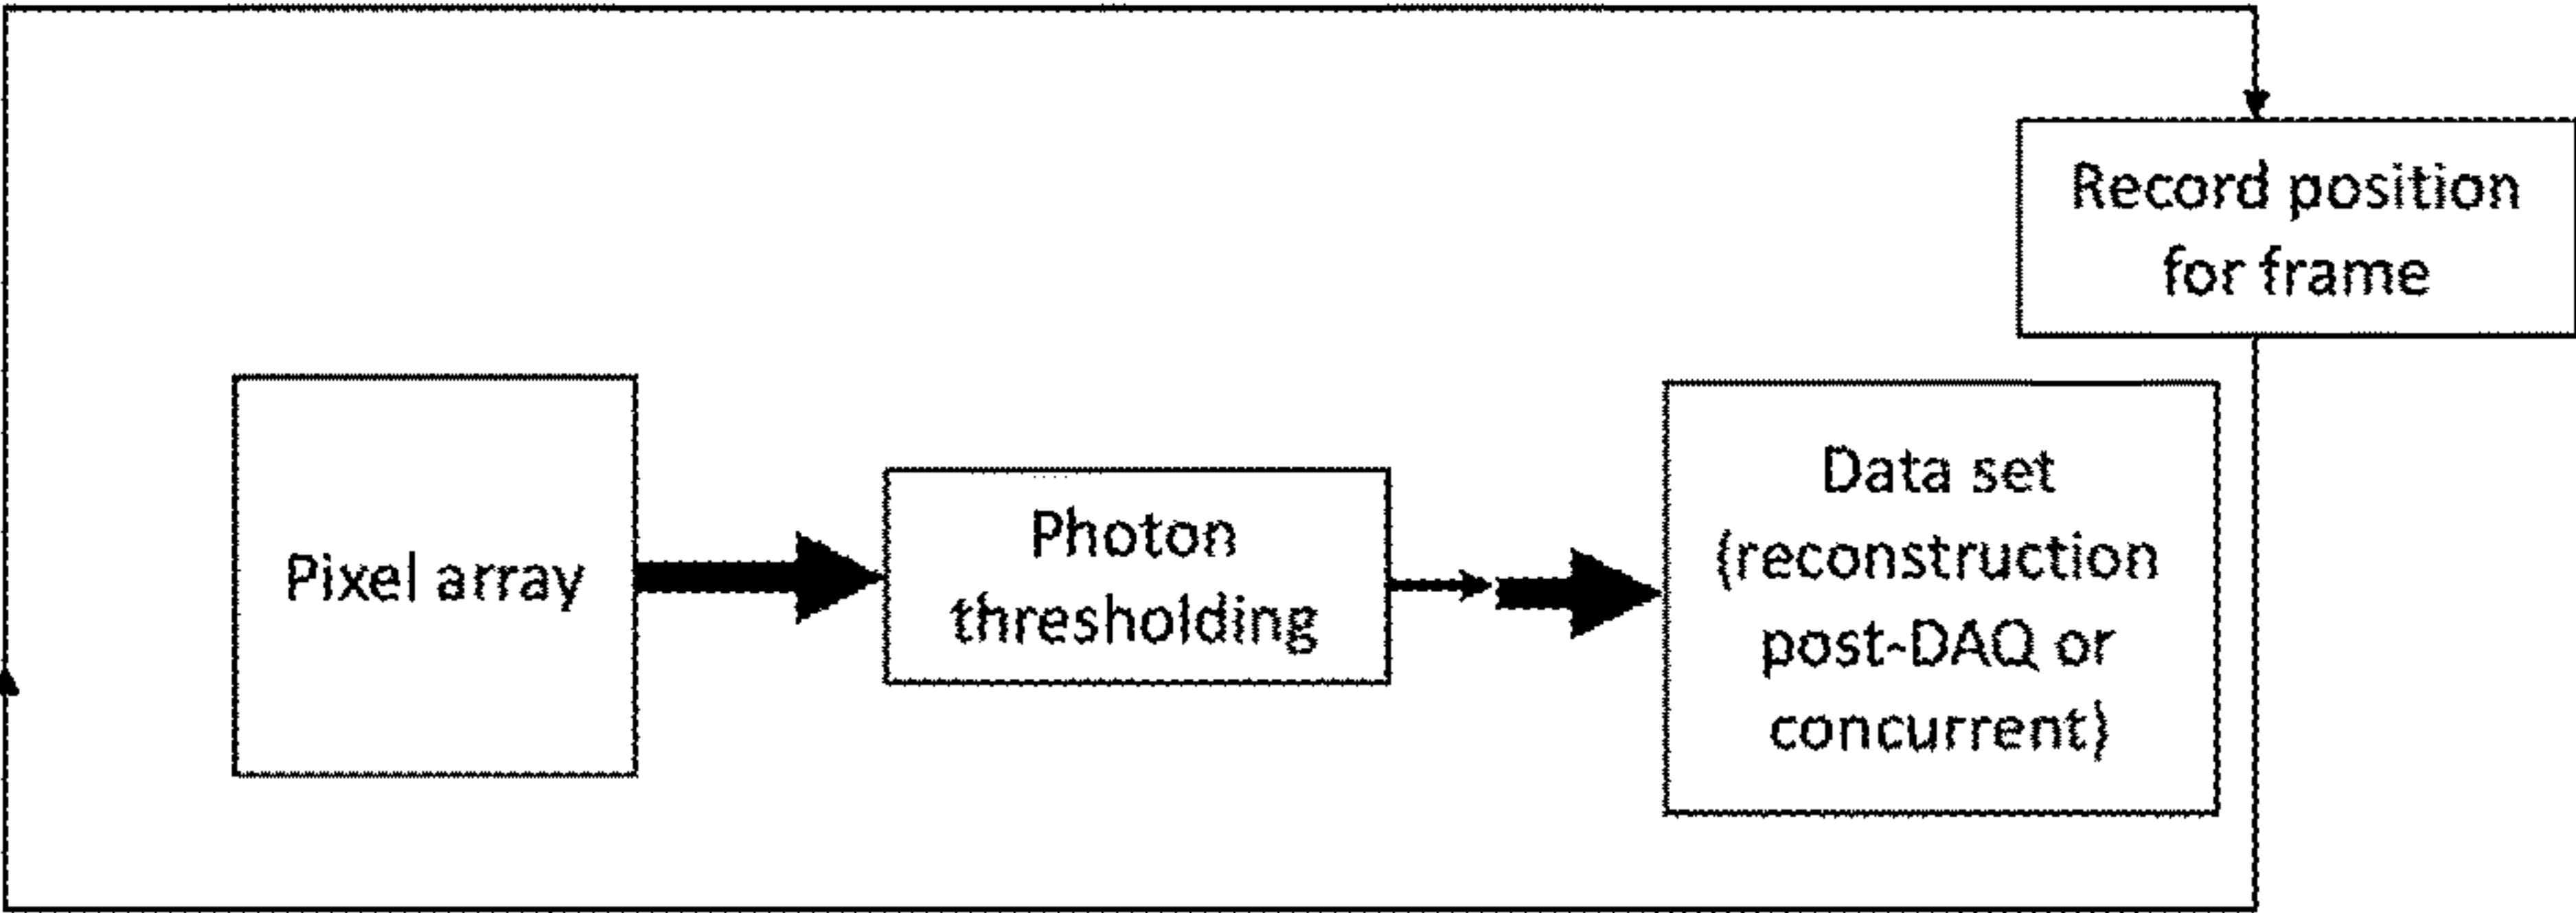 Record position
for frame
Pixel array
Photon
thresholding
Data set
(reconstruction
post-DAQ or
concurrent)